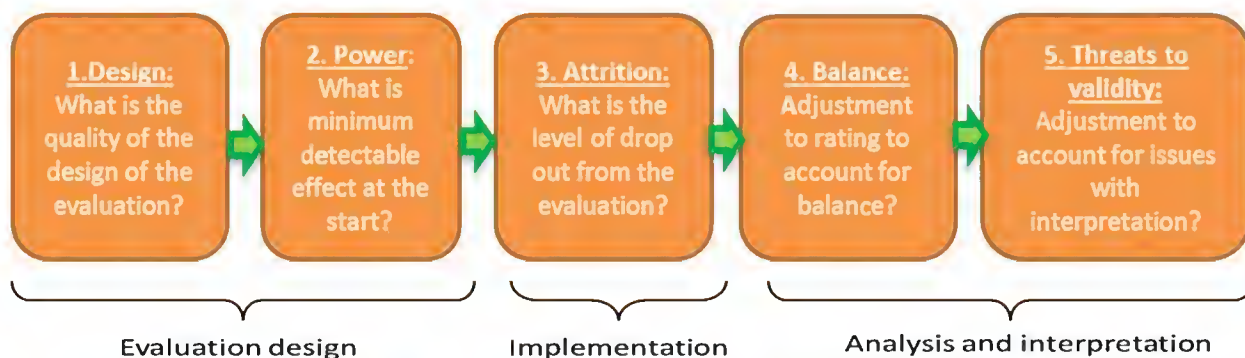 1.Design:
What is the
quality of the
design of the
evaluation?
2. Power:
What is
minimum
detectable
effect at the
start?
3. Attrition:
What is the
level of drop
out from the
evaluation?
4. Balance:
Adjustment
to rating to
account for
balance?
5. Threats to
validity:
Adjustment to
account for issues
with
interpretation?
Evaluation design
Implementation
Analysis and interpretation